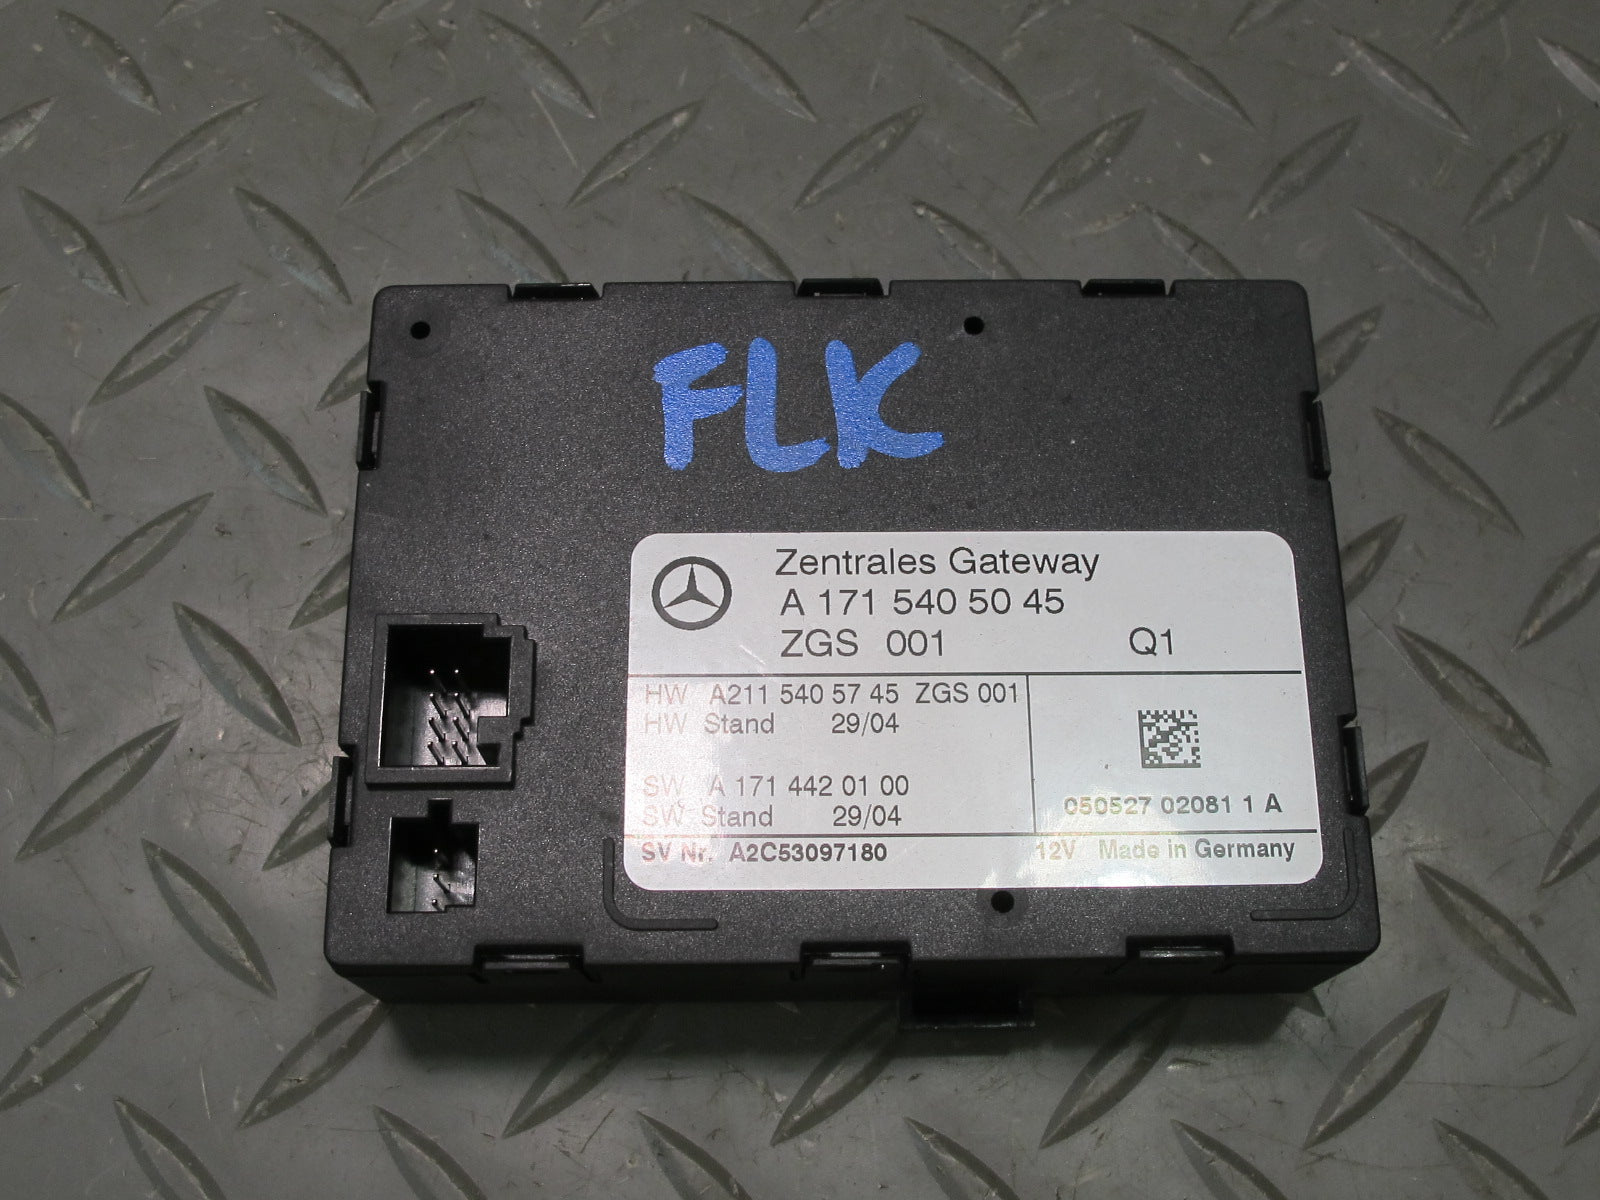 FLK
Zentrales Gateway
A 171 540 50 45
ZGS 001 Q1
HW A211 540 57 45 ZGS 001
HW Stand 29/04
SW A 171 442 01 00
SW Stand 29/04
050527 02081 1 A
SV Nr. A2C53097180 12V Made in Germany